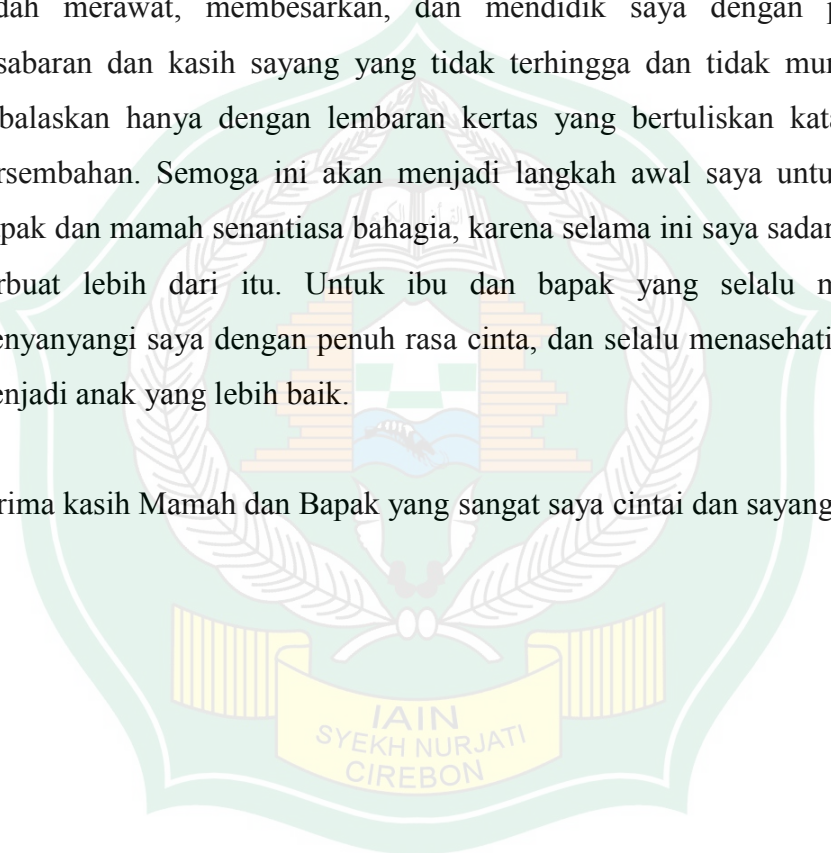 dah merawat, membesarkan, dan mendidik saya dengan p
sabaran dan kasih sayang yang tidak terhingga dan tidak mun
balaskan hanya dengan lembaran kertas yang bertuliskan kata
rsembahan. Semoga ini akan menjadi langkah awal saya untu
pak dan mamah senantiasa bahagia, karena selama ini saya sadar
rbuat lebih dari itu. Untuk ibu dan bapak yang selalu m
enyanyangi saya dengan penuh rasa cinta, dan selalu menasehati
enjadi anak yang lebih baik.
rima kasih Mamah dan Bapak yang sangat saya cintai dan sayang
IAIN
SYEKH NURJATI
CIREBON